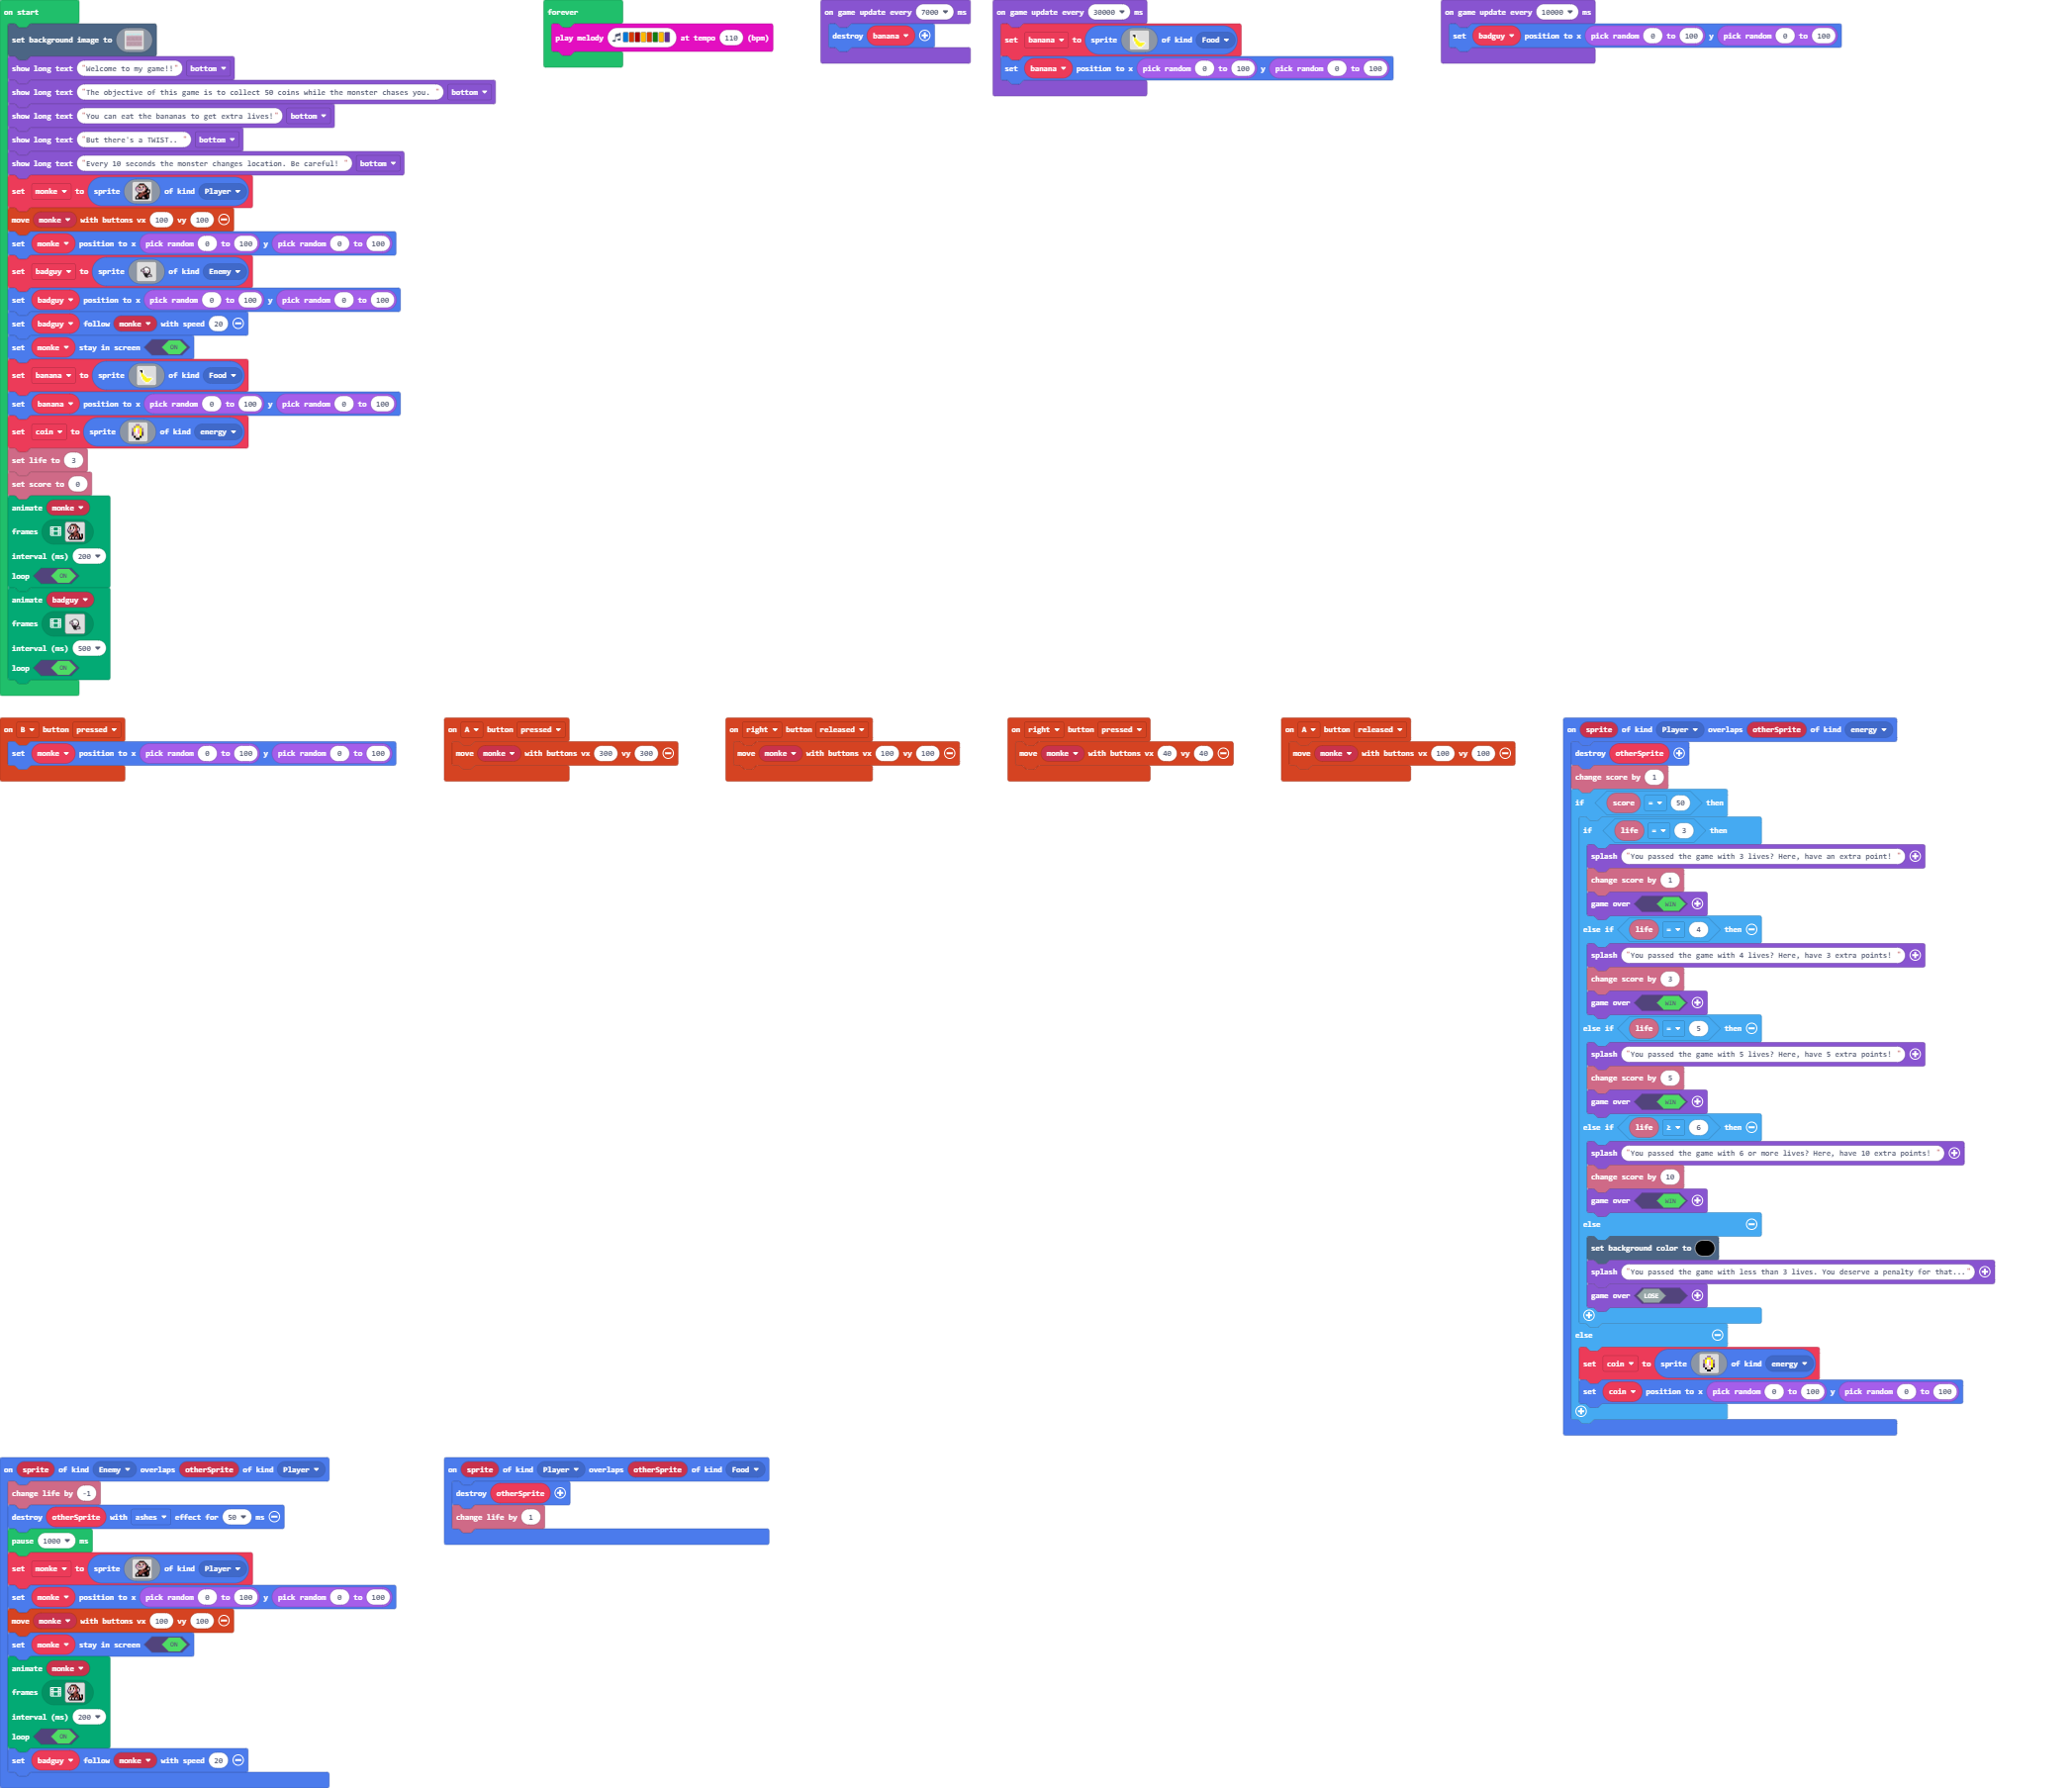 on start
set background image to
show long text "Welcome to my game!!" bottom
show long text "The objective of this game is to collect 50 coins while the monster chases you. " bottom
show long text "You can eat the bananas to get extra lives!" bottom
show long text "But there's a TWIST.. " bottom
show long text "Every 10 seconds the monster changes location. Be careful! " bottom
set monke to sprite of kind Player
move monke with buttons vx 100 vy 100
set monke position to x pick random 0 to 100 y pick random 0 to 100
set badguy to sprite of kind Enemy
set badguy position to x pick random 0 to 100 y pick random 0 to 100
set badguy follow monke with speed 20
set monke stay in screen ON
set banana to sprite of kind Food
set banana position to x pick random 0 to 100 y pick random 0 to 100
set coin to sprite of kind energy
set life to 3
set score to 0
animate monke
frames
interval (ms) 200
loop ON
animate badguy
frames
interval (ms) 500
loop ON
forever
play melody at tempo 110 (bpm)
on game update every 7000 ms
destroy banana
on game update every 30000 ms
set banana to sprite of kind Food
set banana position to x pick random 0 to 100 y pick random 0 to 100
on game update every 10000 ms
set badguy position to x pick random 0 to 100 y pick random 0 to 100
on B button pressed
set monke position to x pick random 0 to 100 y pick random 0 to 100
on A button pressed
move monke with buttons vx 300 vy 300
on right button released
move monke with buttons vx 100 vy 100
on right button pressed
move monke with buttons vx 40 vy 40
on A button released
move monke with buttons vx 100 vy 100
on sprite of kind Player overlaps otherSprite of kind energy
destroy otherSprite
change score by 1
if score = 50 then
if life = 3 then
splash "You passed the game with 3 lives? Here, have an extra point! "
change score by 1
game over WIN
else if life = 4 then
splash "You passed the game with 4 lives? Here, have 3 extra points! "
change score by 3
game over WIN
else if life = 5 then
splash "You passed the game with 5 lives? Here, have 5 extra points! "
change score by 5
game over WIN
else if life ≥ 6 then
splash "You passed the game with 6 or more lives? Here, have 10 extra points! "
change score by 10
game over WIN
else
set background color to
splash "You passed the game with less than 3 lives. You deserve a penalty for that..."
game over LOSE
else
set coin to sprite of kind energy
set coin position to x pick random 0 to 100 y pick random 0 to 100
on sprite of kind Enemy overlaps otherSprite of kind Player
change life by -1
destroy otherSprite with ashes effect for 50 ms
pause 1000 ms
set monke to sprite of kind Player
set monke position to x pick random 0 to 100 y pick random 0 to 100
move monke with buttons vx 100 vy 100
set monke stay in screen ON
animate monke
frames
interval (ms) 200
loop ON
set badguy follow monke with speed 20
on sprite of kind Player overlaps otherSprite of kind Food
destroy otherSprite
change life by 1